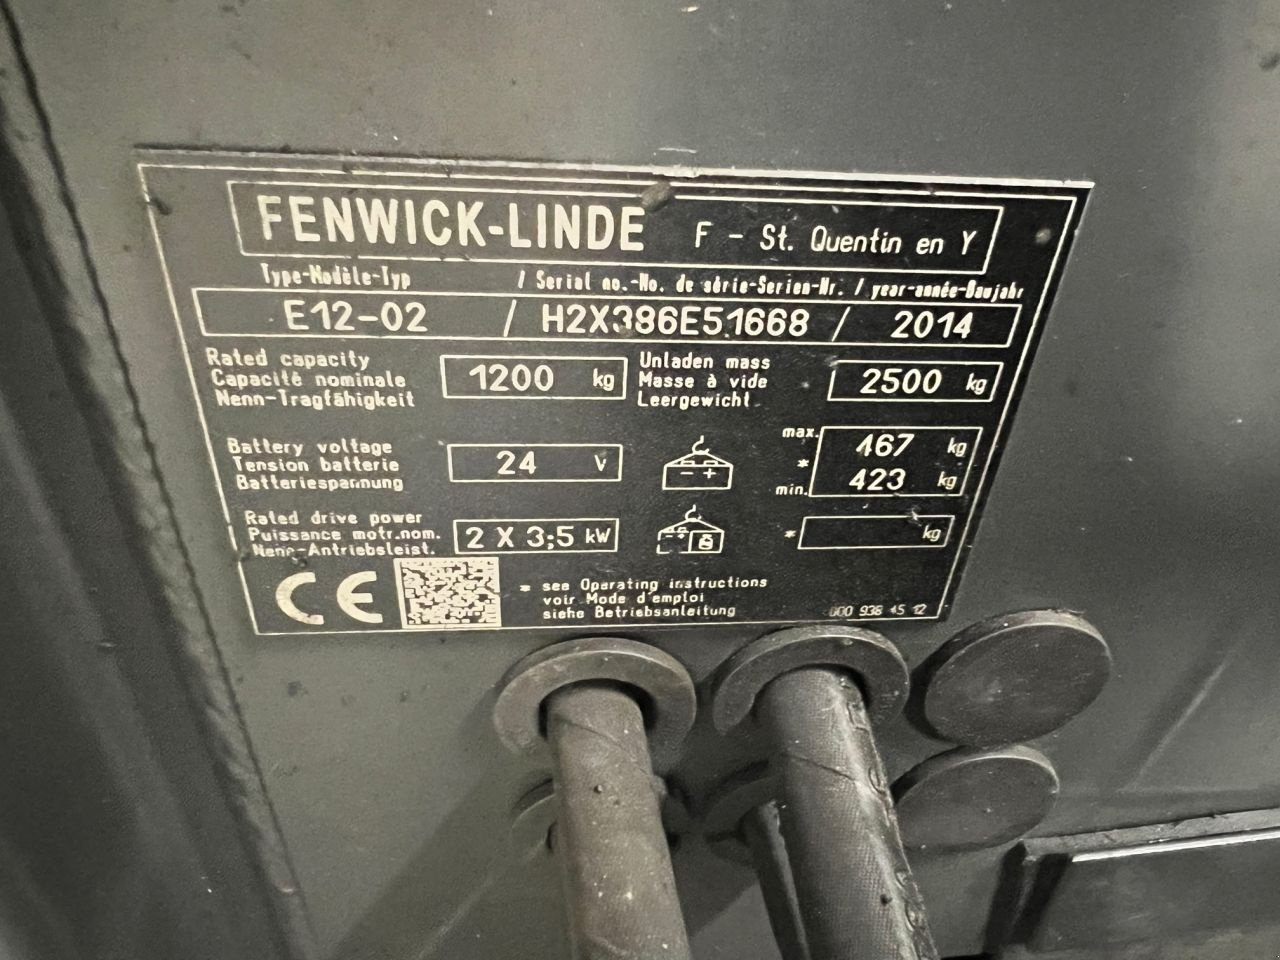 FENWICK-LINDE F - St. Quentin en Y
Type-Modèle-Typ / Serial no.-No. de série-Serien-Nr. / year-année-Baujahr
E12-02 / H2X386E51668 / 2014
Rated capacity
Capacité nominale
Nenn-Tragfähigkeit
1200 kg
Unladen mass
Masse à vide
Leergewicht
2500 kg
Battery voltage
Tension batterie
Batteriespannung
24 V
max. 467 kg
*
min. 423 kg
Rated drive power
Puissance motr.nom.
Nenn-Antriebsleist.
2 X 3,5 kW
* kg
CE
* see Operating instructions
voir Mode d'emploi
siehe Betriebsanleitung
000 938 45 12